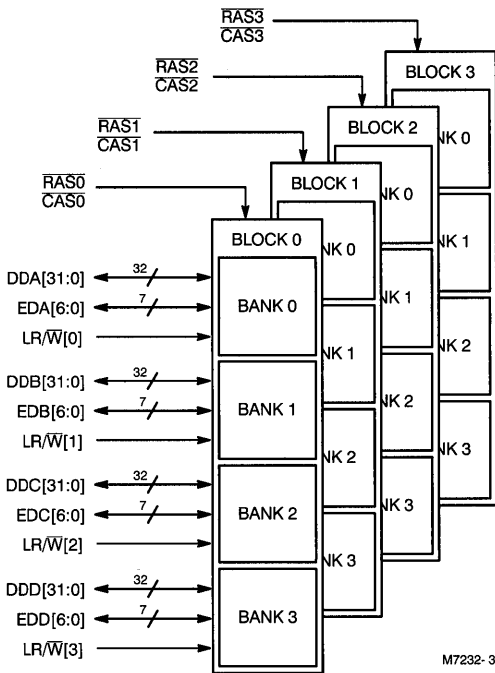 RAS3
CAS3
BLOCK 3
NK 0
NK 1
NK 2
NK 3
RAS2
CAS2
BLOCK 2
NK 0
NK 1
NK 2
NK 3
RAS1
CAS1
BLOCK 1
NK 0
NK 1
NK 2
NK 3
RAS0
CAS0
BLOCK 0
DDA[31:0] 32
EDA[6:0] 7
LR/W̅[0]
BANK 0
DDB[31:0] 32
EDB[6:0] 7
LR/W̅[1]
BANK 1
DDC[31:0] 32
EDC[6:0] 7
LR/W̅[2]
BANK 2
DDD[31:0] 32
EDD[6:0] 7
LR/W̅[3]
BANK 3
M7232- 3